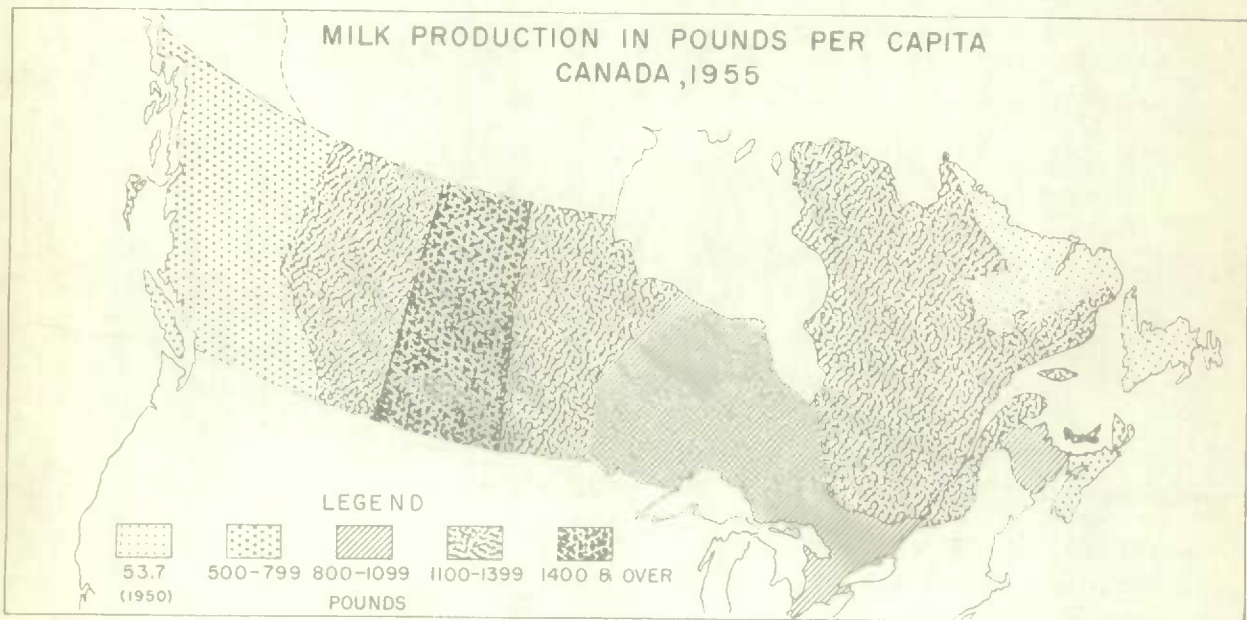 MILK PRODUCTION IN POUNDS PER CAPITA
CANADA, 1955
LEGEND
53.7 500-799 800-1099 1100-1399 1400 & OVER
(1950) POUNDS